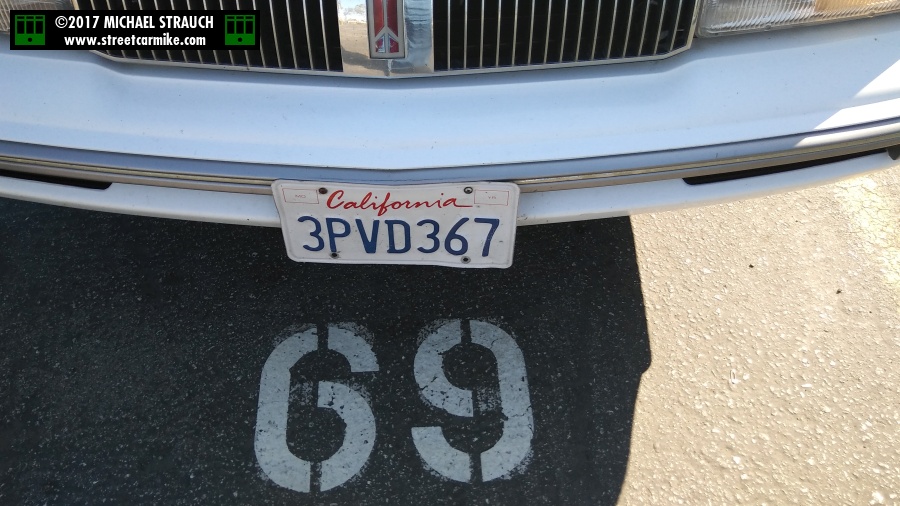 ©2017 MICHAEL STRAUCH
www.streetcarmike.com
California
3PVD367
69